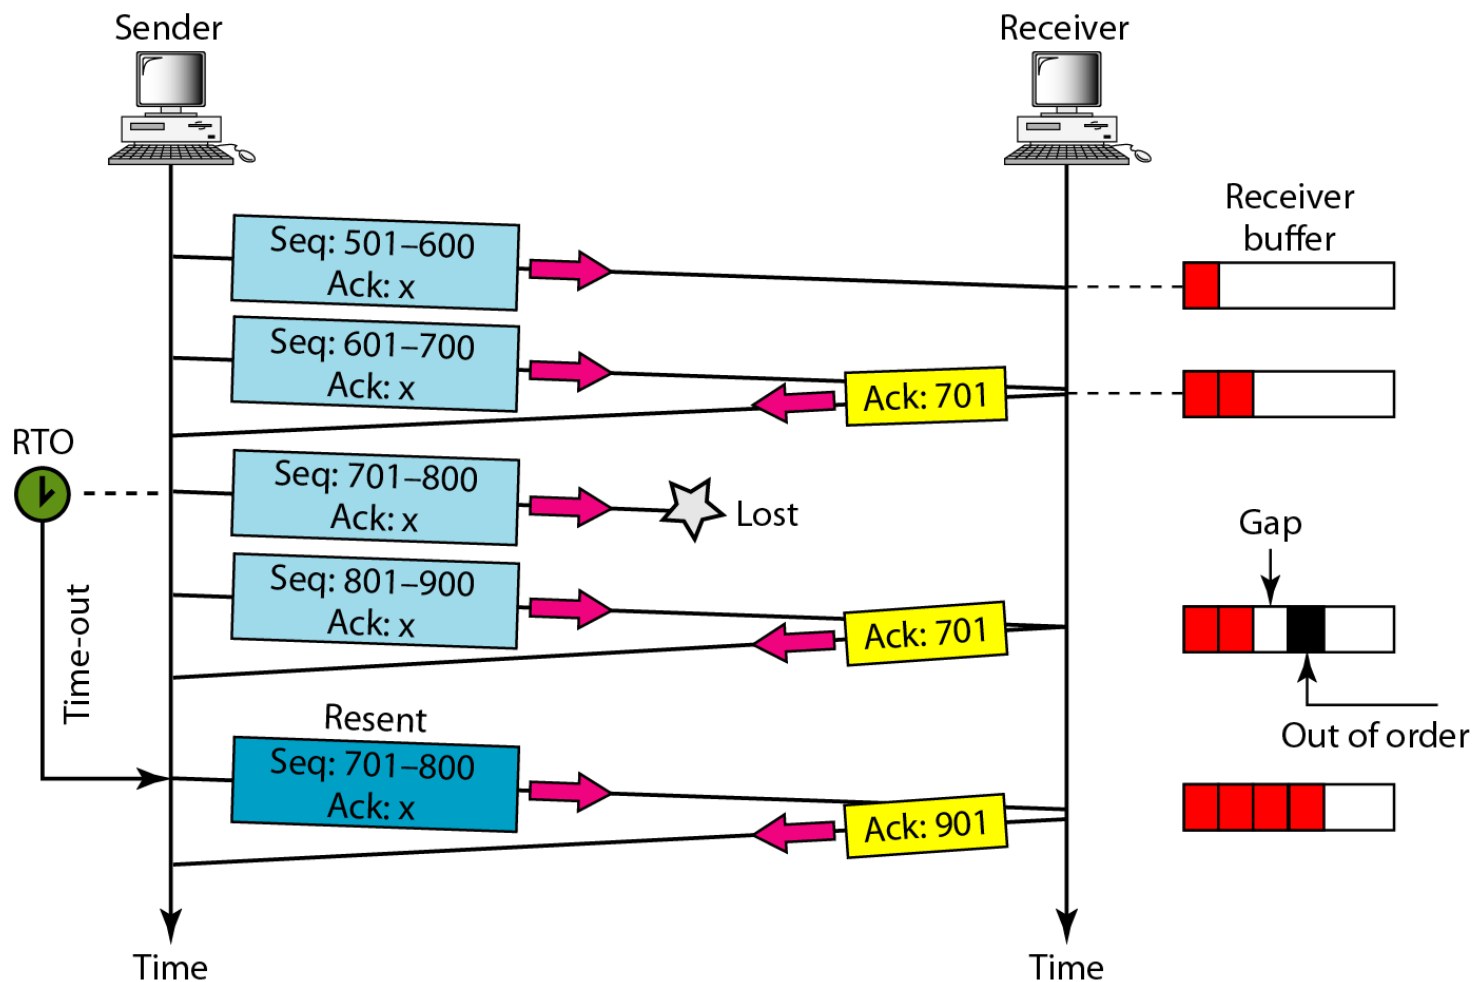 Sender
Receiver
Receiver
buffer
Seq: 501–600
Ack: x
Seq: 601–700
Ack: x
Ack: 701
RTO
Seq: 701–800
Ack: x
Lost
Gap
Time-out
Seq: 801–900
Ack: x
Ack: 701
Out of order
Resent
Seq: 701–800
Ack: x
Ack: 901
Time
Time